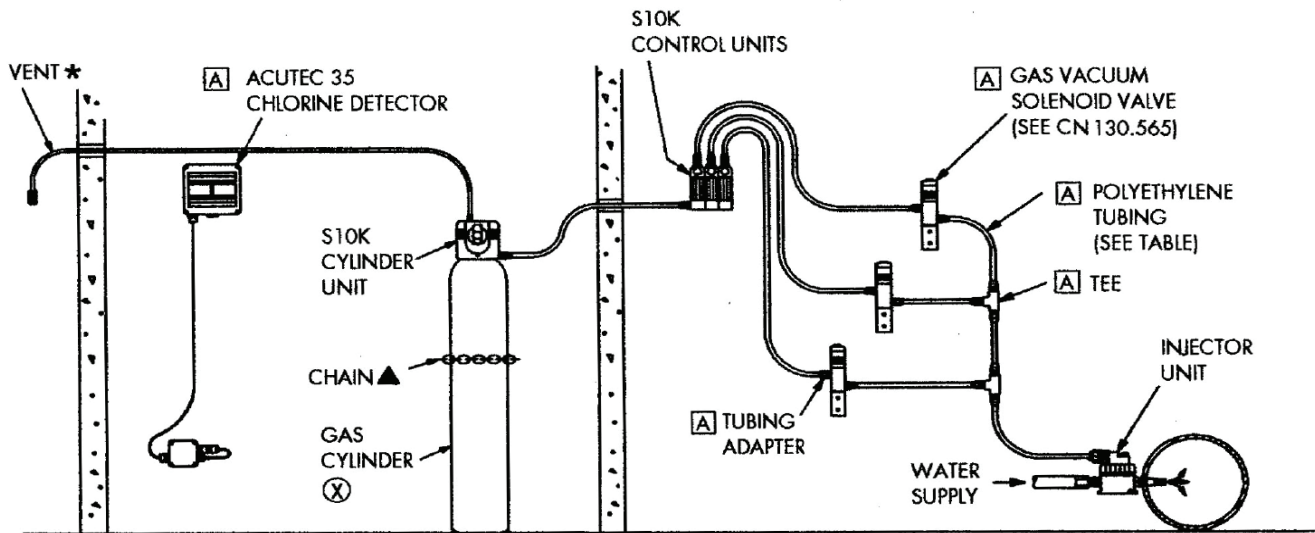 VENT *
A ACUTEC 35
CHLORINE DETECTOR
S10K
CONTROL UNITS
A GAS VACUUM
SOLENOID VALVE
(SEE CN 130.565)
A POLYETHYLENE
TUBING
(SEE TABLE)
A TEE
S10K
CYLINDER
UNIT
CHAIN ▲
GAS
CYLINDER
X
A TUBING
ADAPTER
INJECTOR
UNIT
WATER
SUPPLY